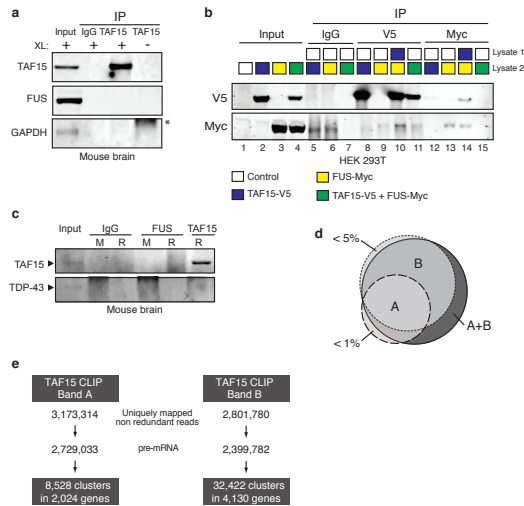 a
IP
Input IgG TAF15 TAF15
XL: + + + -
TAF15
FUS
GAPDH
*
Mouse brain
b
IP
Input IgG V5 Myc
Lysate 1
Lysate 2
V5
Myc
1 2 3 4 5 6 7 8 9 10 11 12 13 14 15
HEK 293T
Control FUS-Myc
TAF15-V5 TAF15-V5 + FUS-Myc
c
Input IgG FUS TAF15
M R M R R
TAF15
TDP-43
Mouse brain
d
< 5%
B
A
A+B
< 1%
e
TAF15 CLIP
Band A
TAF15 CLIP
Band B
3,173,314 Uniquely mapped
non redundant reads 2,801,780
2,729,033 pre-mRNA 2,399,782
8,528 clusters
in 2,024 genes
32,422 clusters
in 4,130 genes